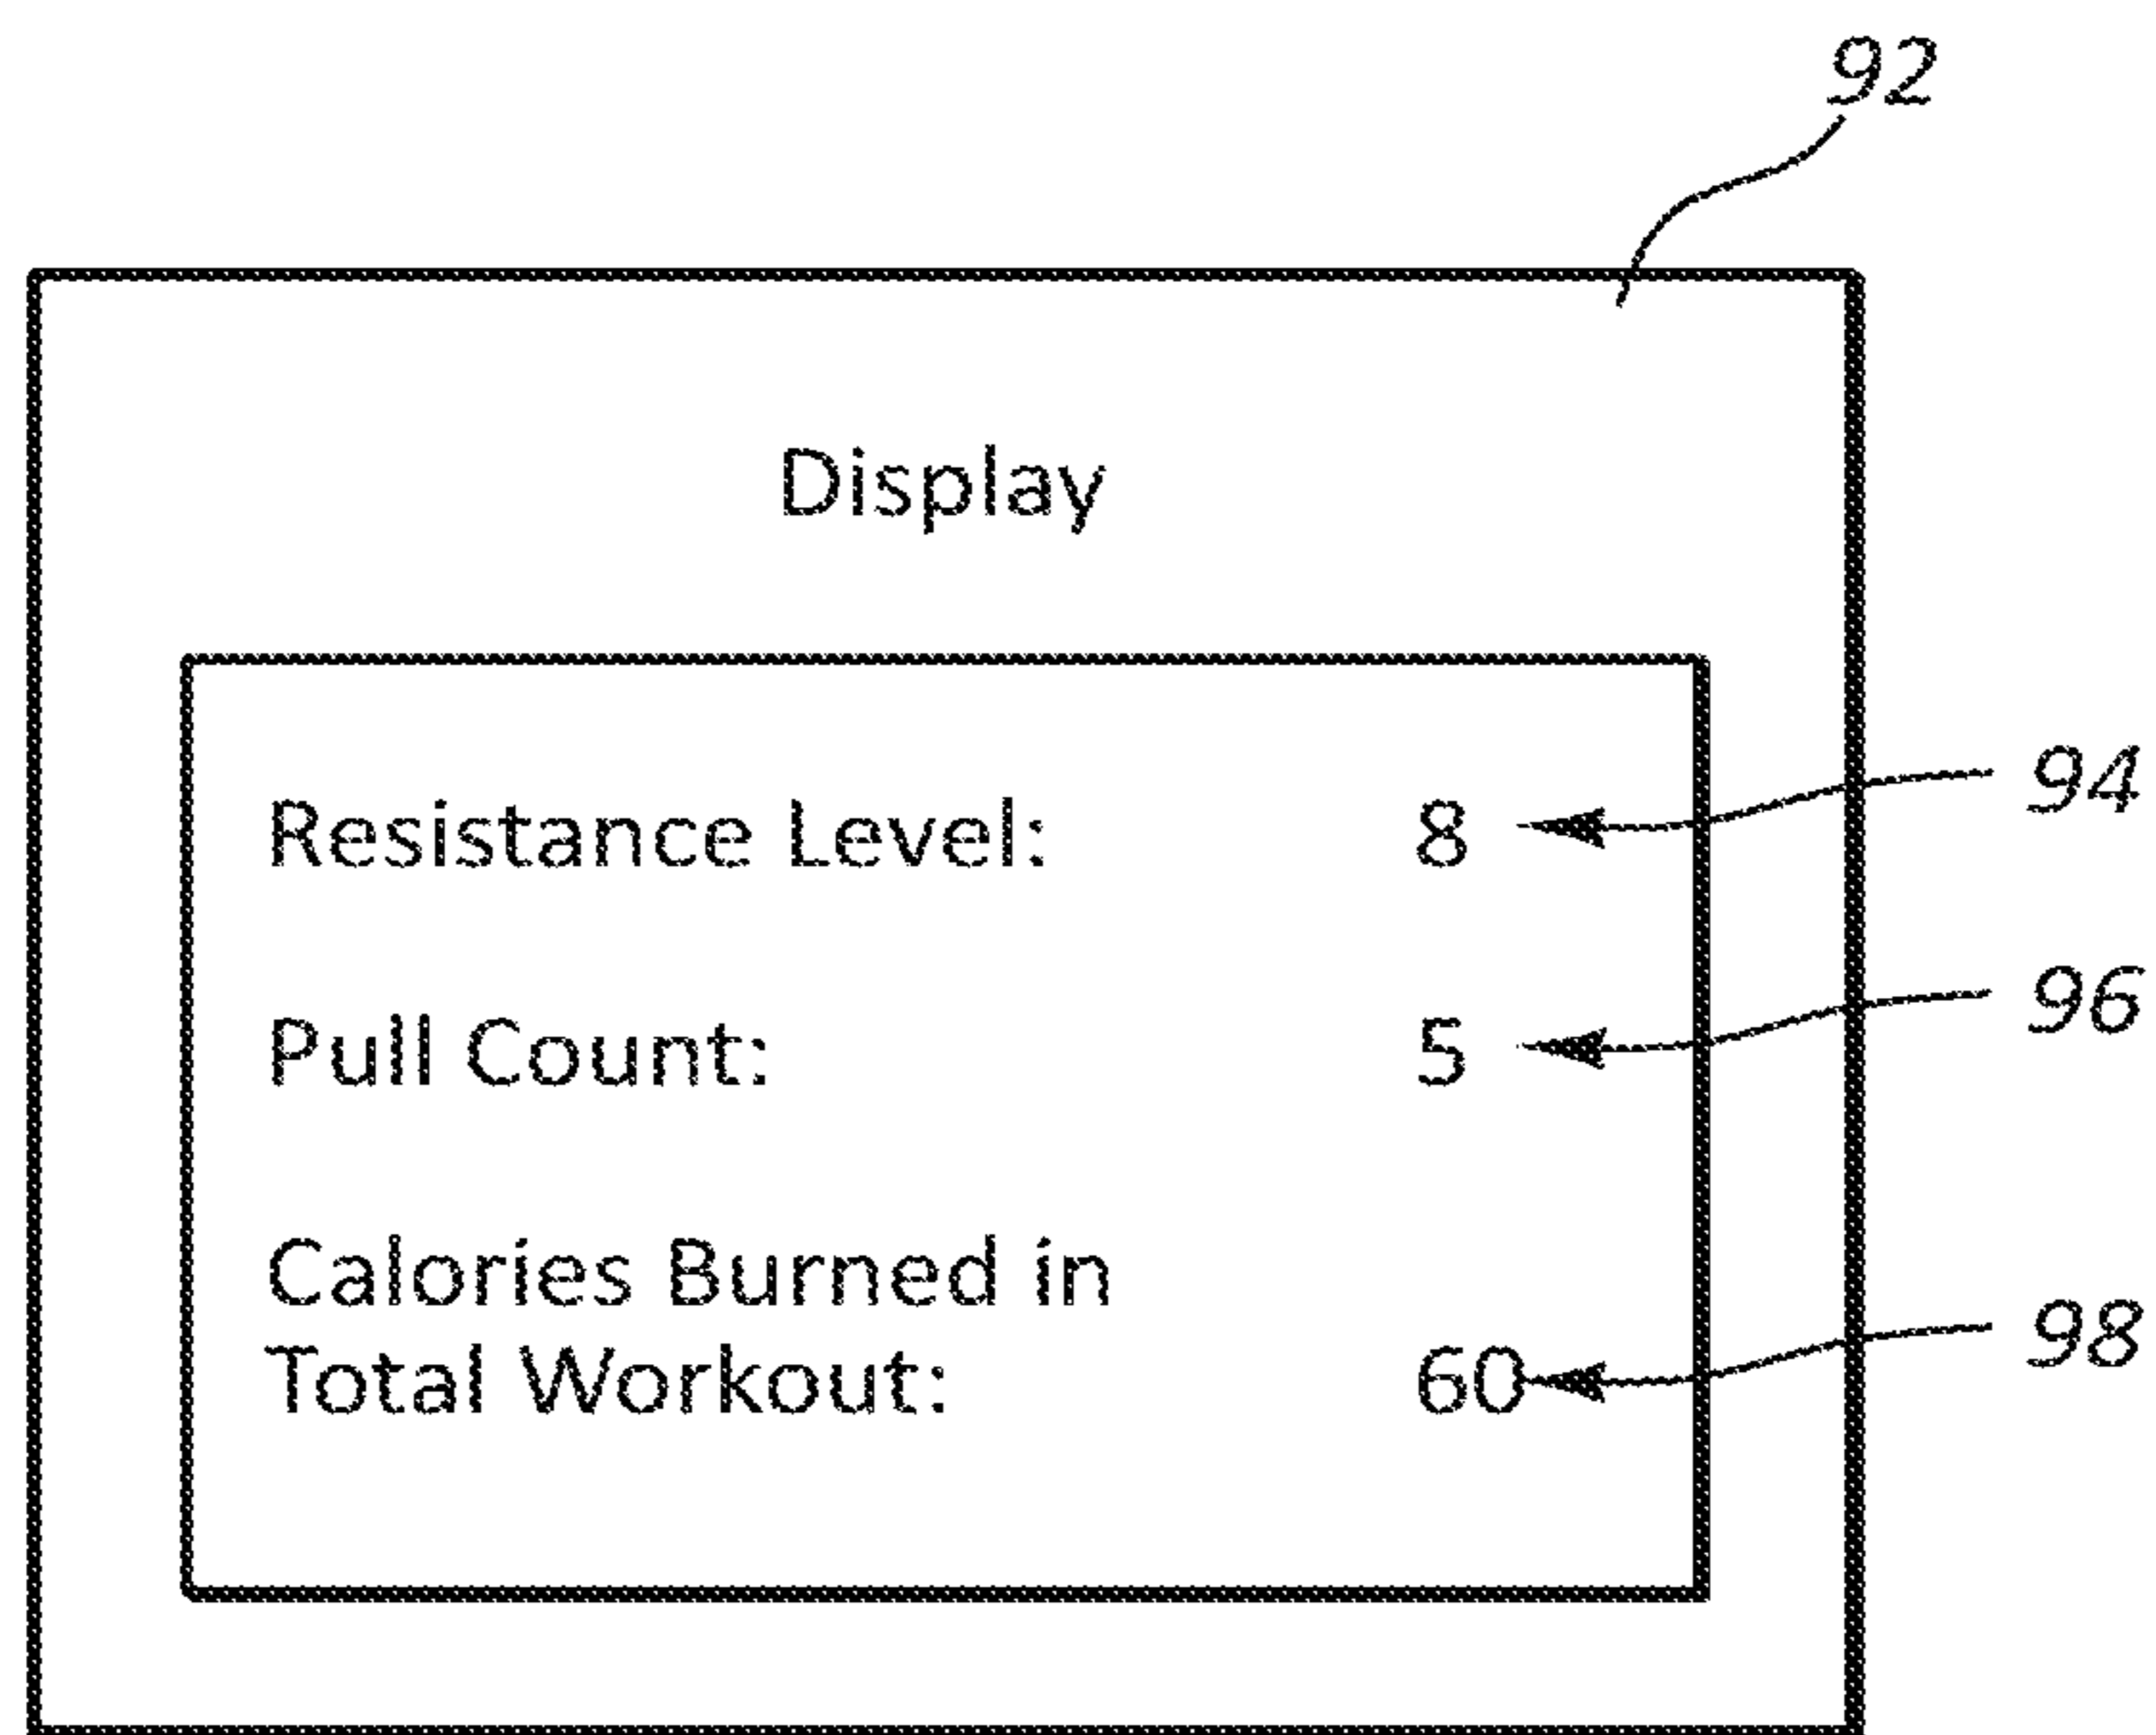 92
Display
Resistance Level: 8 94
Pull Count: 5 96
Calories Burned in
Total Workout: 60 98